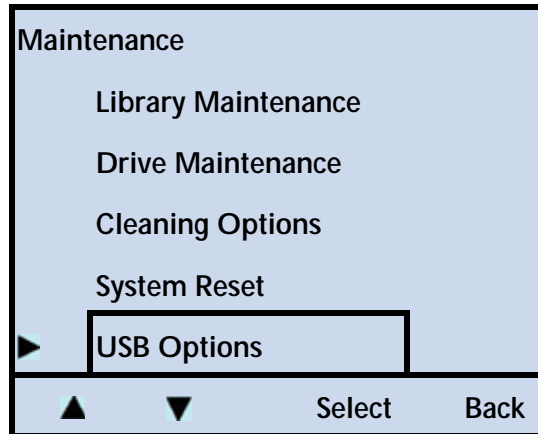 Maintenance
Library Maintenance
Drive Maintenance
Cleaning Options
System Reset
USB Options
Select Back